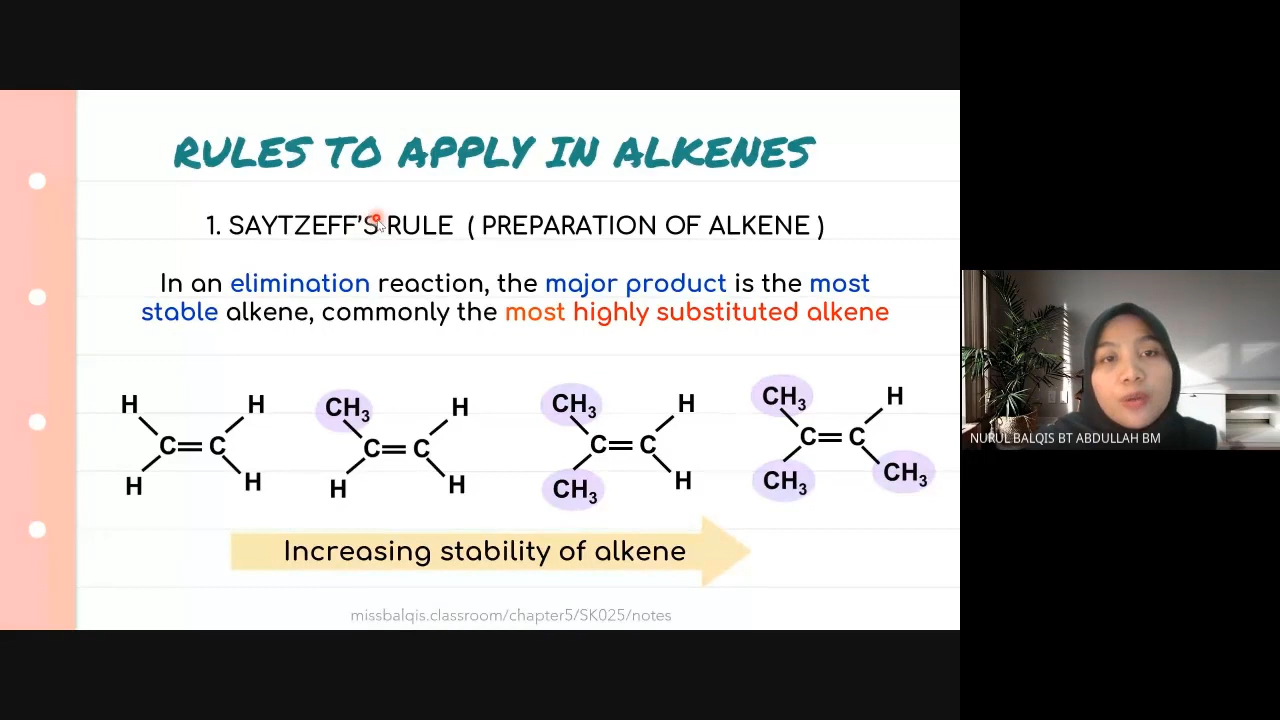 RULES TO APPLY IN ALKENES
1. SAYTZEFF'S RULE ( PREPARATION OF ALKENE )
In an elimination reaction, the major product is the most
stable alkene, commonly the most highly substituted alkene
H H CH₃ H CH₃ H CH₃ H
C=C C=C C=C C=C
H H H H CH₃ H CH₃ CH₃
Increasing stability of alkene
missbalqis.classroom/chapter5/SK025/notes
NURUL BALQIS BT ABDULLAH BM